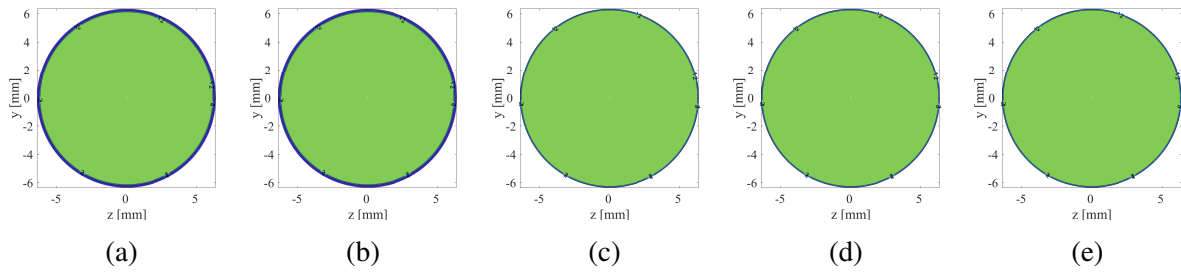 6 6 6 6 6
4 4 4 4 4
2 2 2 2 2
y [mm] y [mm] y [mm] y [mm] y [mm]
0 0 0 0 0
-2 -2 -2 -2 -2
-4 -4 -4 -4 -4
-6 -6 -6 -6 -6
-5 0 5 -5 0 5 -5 0 5 -5 0 5 -5 0 5
z [mm] z [mm] z [mm] z [mm] z [mm]
(a) (b) (c) (d) (e)